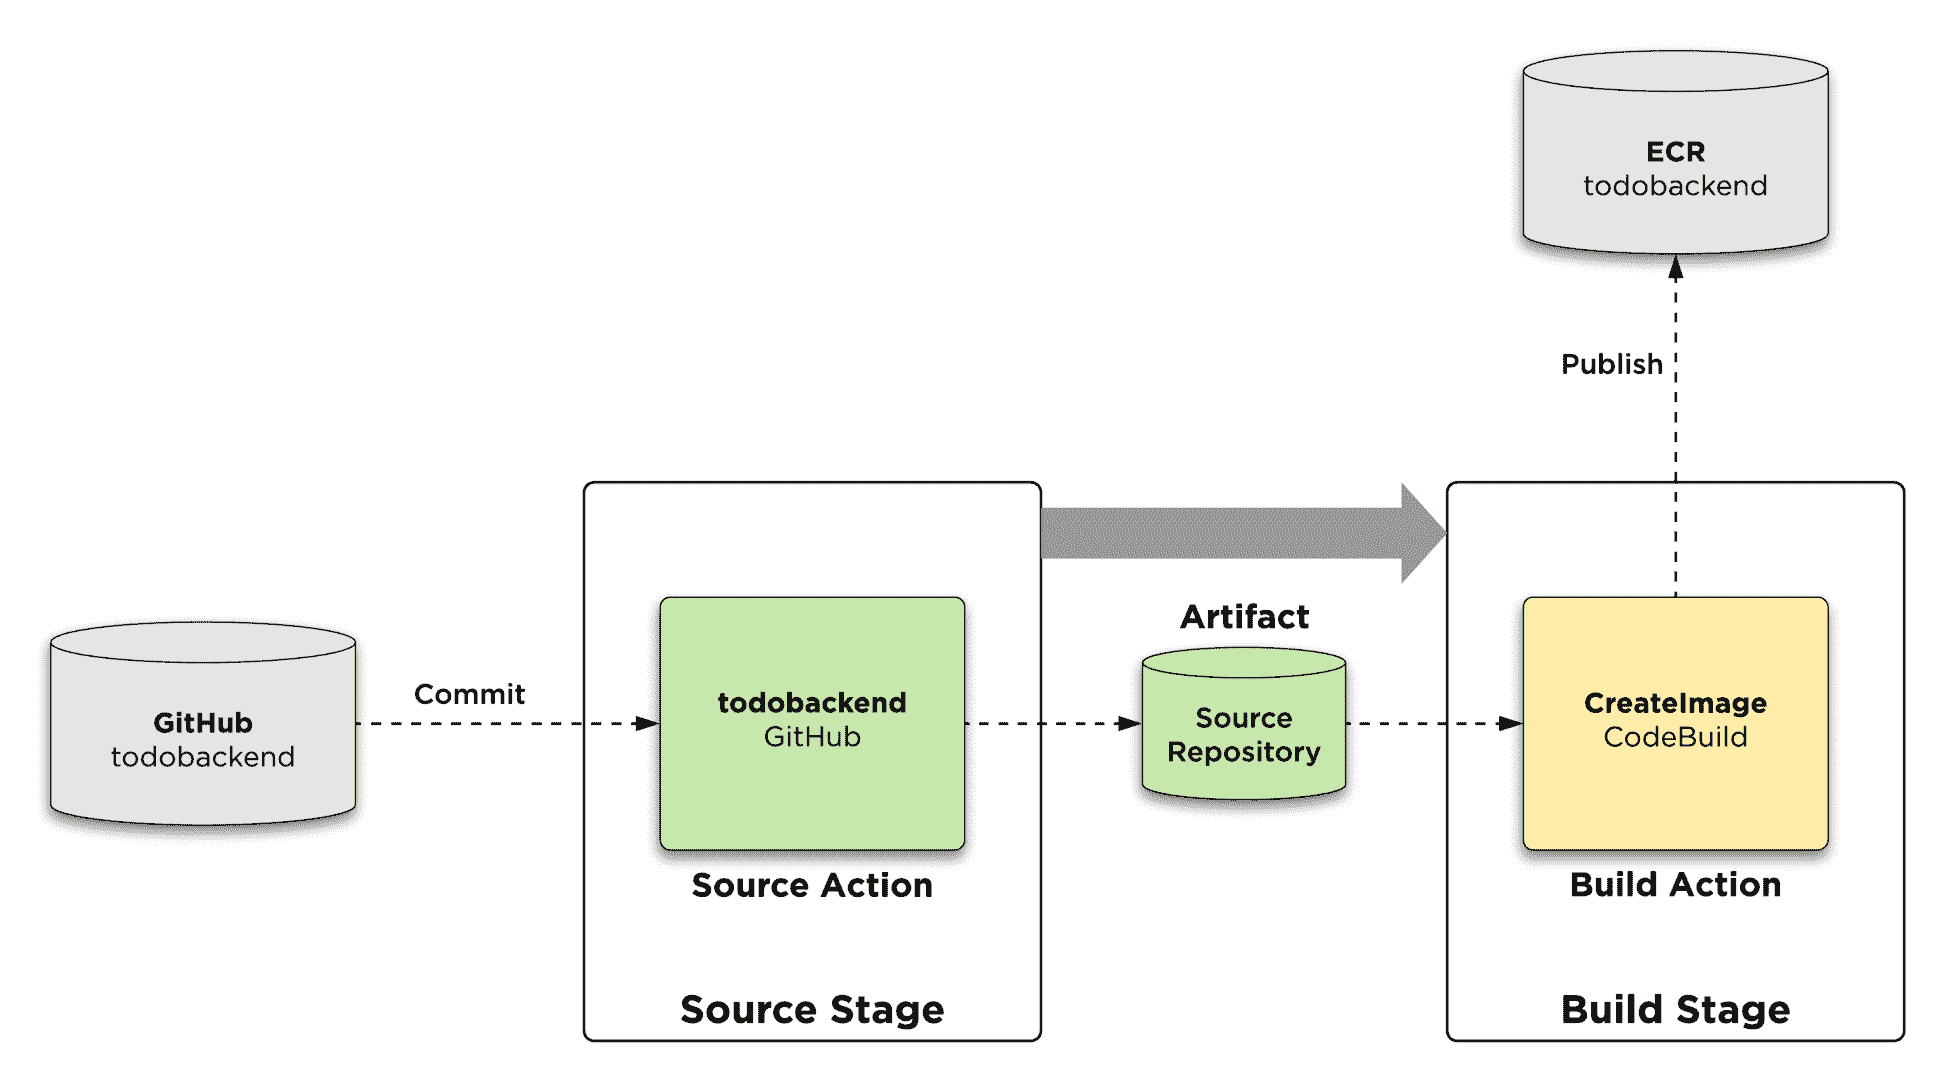 ECR
todobackend
Publish
GitHub
todobackend
Commit
todobackend
GitHub
Source Action
Source Stage
Artifact
Source
Repository
CreateImage
CodeBuild
Build Action
Build Stage